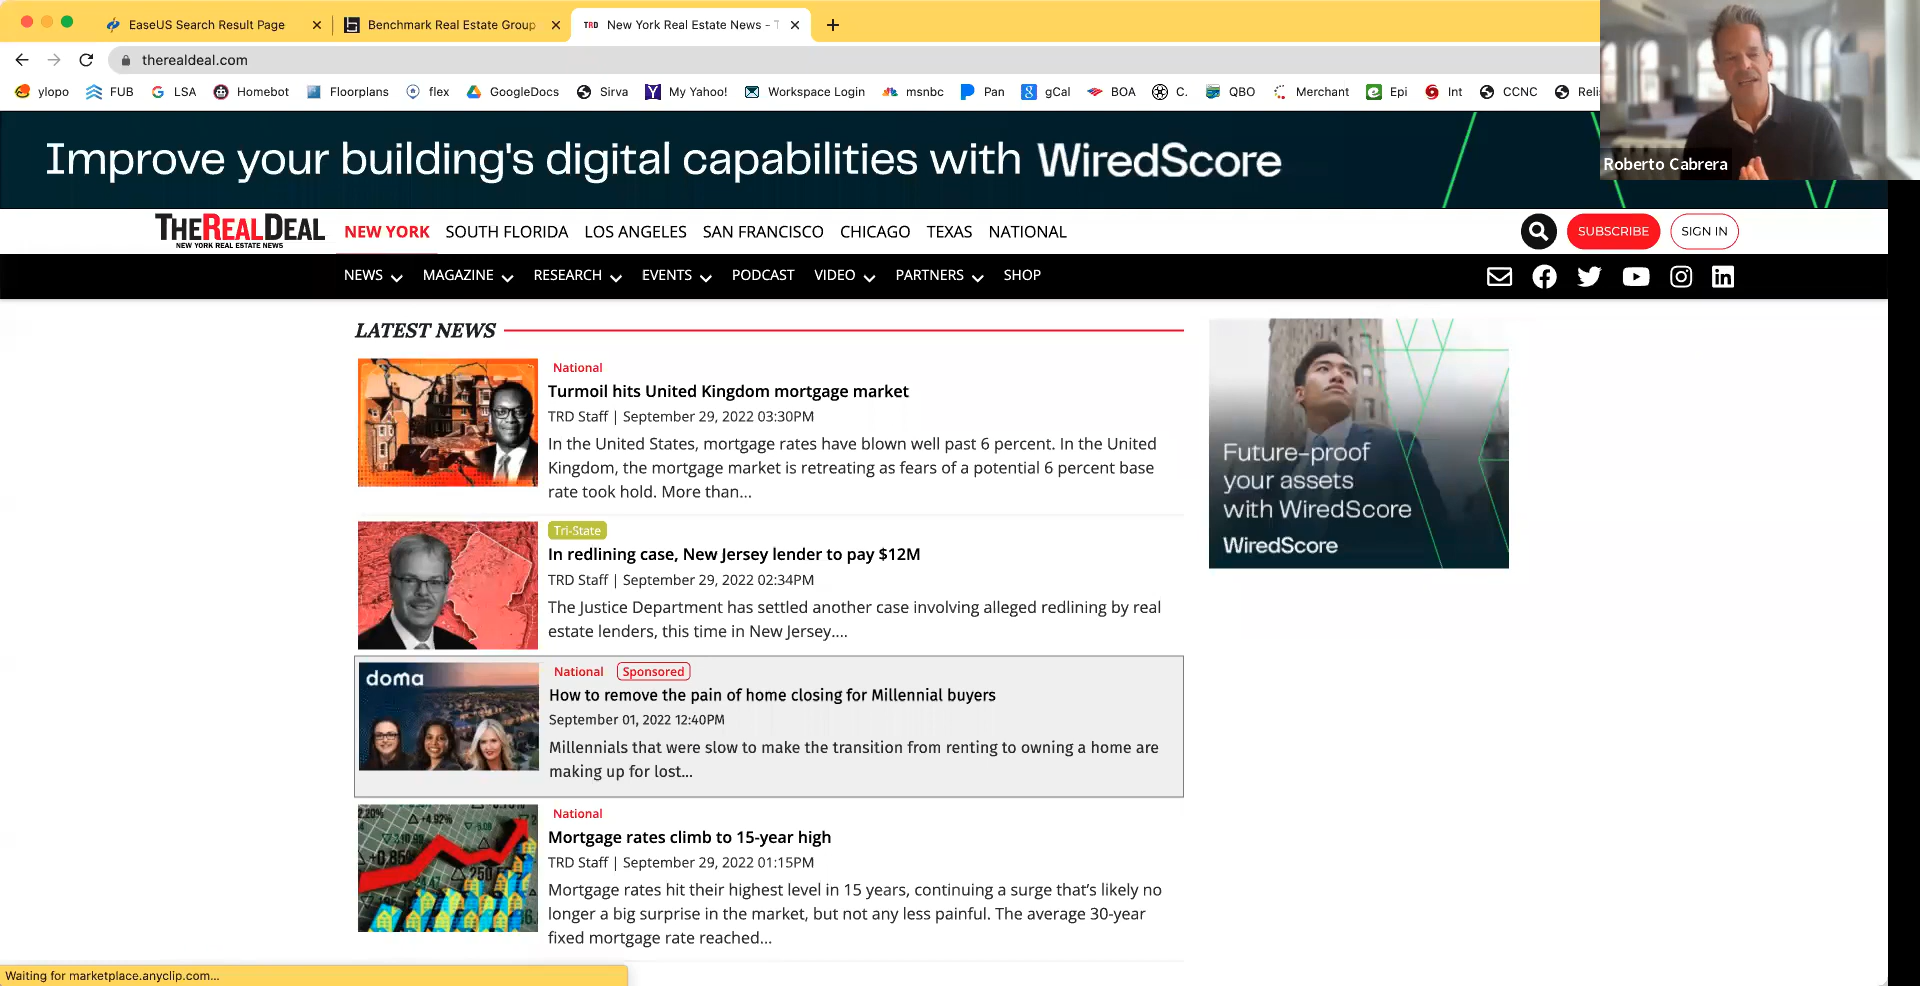 EaseUS Search Result Page
Benchmark Real Estate Group
TRD New York Real Estate News - T
therealdeal.com
ylopo FUB LSA Homebot Floorplans flex GoogleDocs Sirva My Yahoo! Workspace Login msnbc Pan gCal BOA C. QBO Merchant Epi Int CCNC Reli
Roberto Cabrera
Improve your building's digital capabilities with WiredScore
THEREALDEAL
NEW YORK REAL ESTATE NEWS
NEW YORK SOUTH FLORIDA LOS ANGELES SAN FRANCISCO CHICAGO TEXAS NATIONAL
SUBSCRIBE SIGN IN
NEWS MAGAZINE RESEARCH EVENTS PODCAST VIDEO PARTNERS SHOP
LATEST NEWS
National
Turmoil hits United Kingdom mortgage market
TRD Staff | September 29, 2022 03:30PM
In the United States, mortgage rates have blown well past 6 percent. In the United
Kingdom, the mortgage market is retreating as fears of a potential 6 percent base
rate took hold. More than...
Tri-State
In redlining case, New Jersey lender to pay $12M
TRD Staff | September 29, 2022 02:34PM
The Justice Department has settled another case involving alleged redlining by real
estate lenders, this time in New Jersey....
doma
National Sponsored
How to remove the pain of home closing for Millennial buyers
September 01, 2022 12:40PM
Millennials that were slow to make the transition from renting to owning a home are
making up for lost...
National
Mortgage rates climb to 15-year high
TRD Staff | September 29, 2022 01:15PM
Mortgage rates hit their highest level in 15 years, continuing a surge that's likely no
longer a big surprise in the market, but not any less painful. The average 30-year
fixed mortgage rate reached...
2.20%
+4.92%
250
Future-proof
your assets
with WiredScore
WiredScore
Waiting for marketplace.anyclip.com...